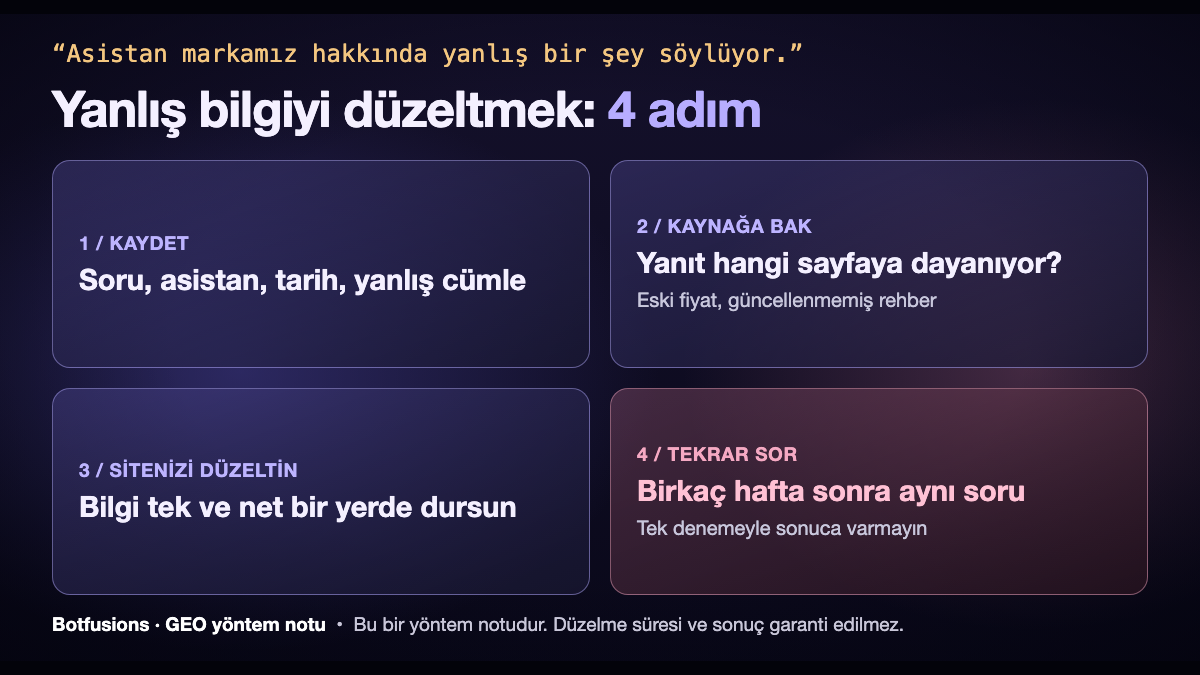 “Asistan markamız hakkında yanlış bir şey söylüyor.”
Yanlış bilgiyi düzeltmek: 4 adım
1 / KAYDET
Soru, asistan, tarih, yanlış cümle
2 / KAYNAĞA BAK
Yanıt hangi sayfaya dayanıyor?
Eski fiyat, güncellenmemiş rehber
3 / SİTENİZİ DÜZELTİN
Bilgi tek ve net bir yerde dursun
4 / TEKRAR SOR
Birkaç hafta sonra aynı soru
Tek denemeyle sonuca varmayın
Botfusions · GEO yöntem notu • Bu bir yöntem notudur. Düzelme süresi ve sonuç garanti edilmez.